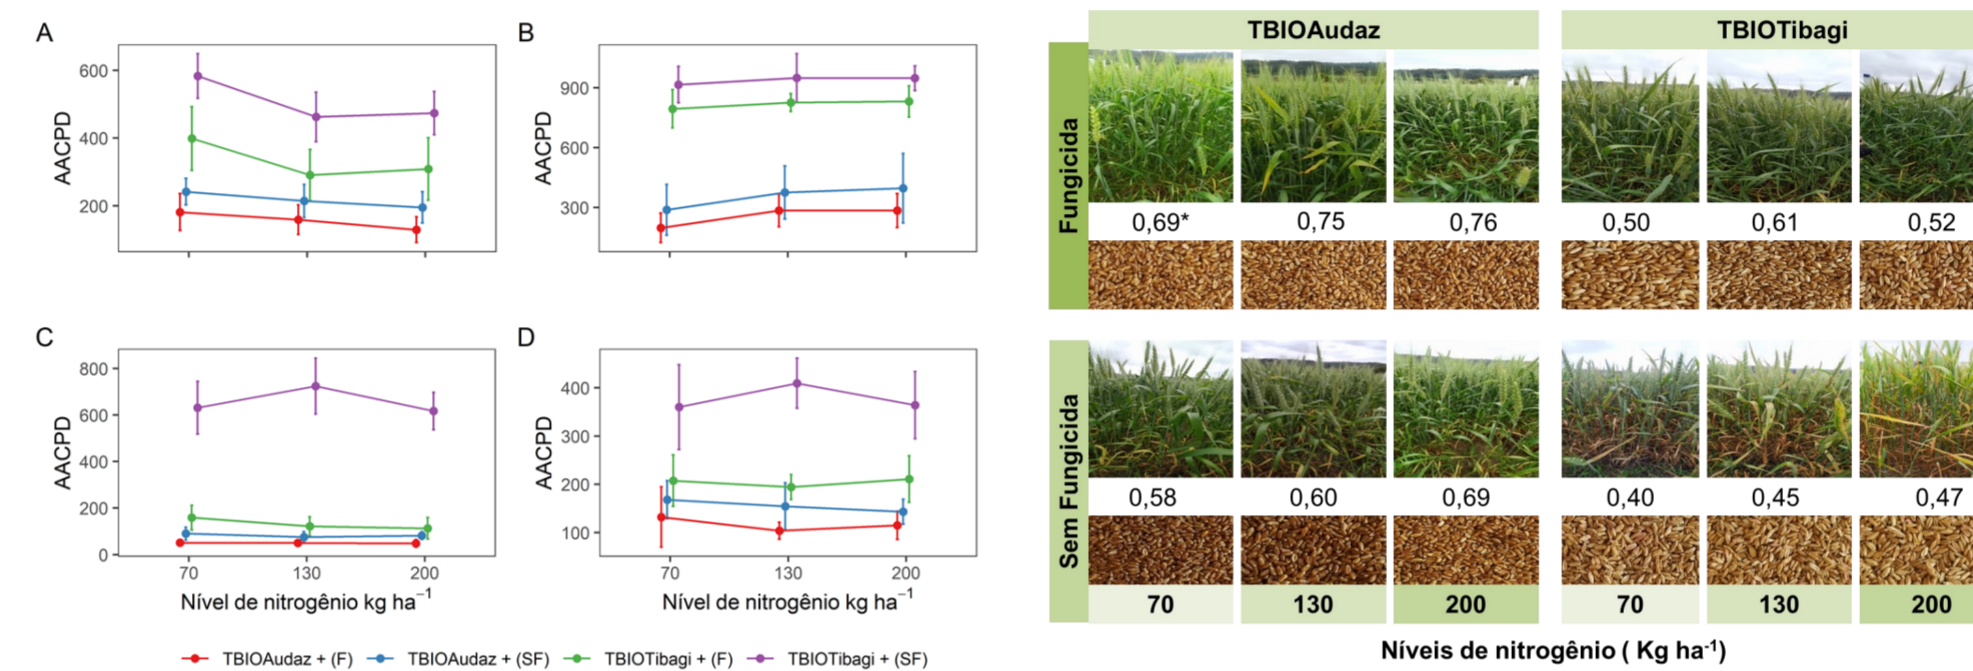 A
600
400
200
AACPD
B
900
600
300
AACPD
C
800
600
400
200
0
AACPD
70 130 200
Nível de nitrogênio kg ha⁻¹
D
400
300
200
100
AACPD
70 130 200
Nível de nitrogênio kg ha⁻¹
TBIOAudaz + (F) TBIOAudaz + (SF) TBIOTibagi + (F) TBIOTibagi + (SF)
TBIOAudaz TBIOTibagi
Fungicida
0,69* 0,75 0,76 0,50 0,61 0,52
Sem Fungicida
0,58 0,60 0,69 0,40 0,45 0,47
70 130 200 70 130 200
Níveis de nitrogênio ( Kg ha⁻¹)